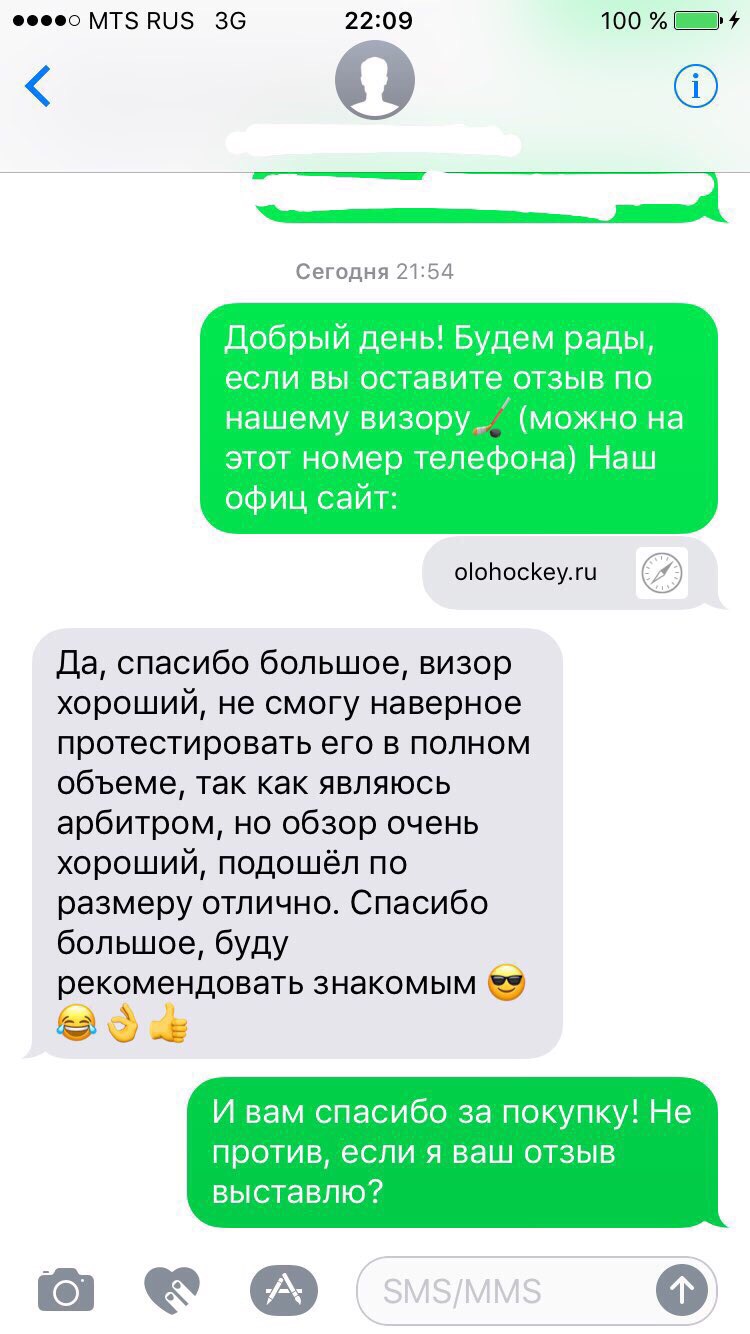 MTS RUS 3G 22:09 100 %
Сегодня 21:54
Добрый день! Будем рады,
если вы оставите отзыв по
нашему визору🏒 (можно на
этот номер телефона) Наш
офиц сайт:
olohockey.ru
Да, спасибо большое, визор
хороший, не смогу наверное
протестировать его в полном
объеме, так как являюсь
арбитром, но обзор очень
хороший, подошёл по
размеру отлично. Спасибо
большое, буду
рекомендовать знакомым 😎
😂👌👍
И вам спасибо за покупку! Не
против, если я ваш отзыв
выставлю?
SMS/MMS